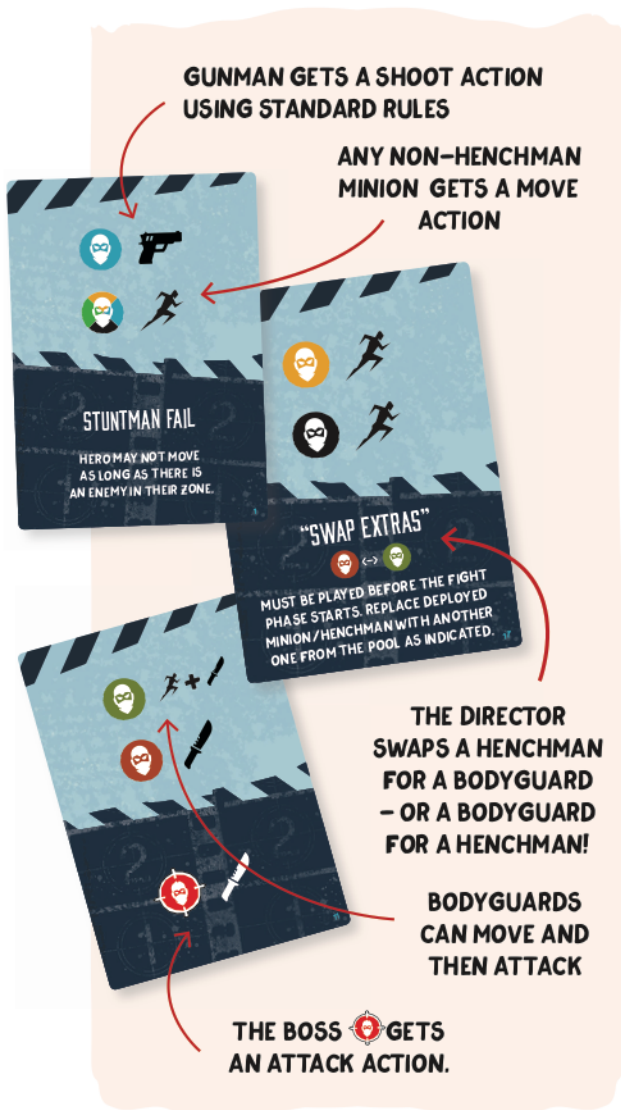 GUNMAN GETS A SHOOT ACTION
USING STANDARD RULES
ANY NON-HENCHMAN
MINION GETS A MOVE
ACTION
STUNTMAN FAIL
HERO MAY NOT MOVE
AS LONG AS THERE IS
AN ENEMY IN THEIR ZONE.
"SWAP EXTRAS"
MUST BE PLAYED BEFORE THE FIGHT
PHASE STARTS. REPLACE DEPLOYED
MINION/HENCHMAN WITH ANOTHER
ONE FROM THE POOL AS INDICATED.
THE DIRECTOR
SWAPS A HENCHMAN
FOR A BODYGUARD
– OR A BODYGUARD
FOR A HENCHMAN!
BODYGUARDS
CAN MOVE AND
THEN ATTACK
THE BOSS GETS
AN ATTACK ACTION.